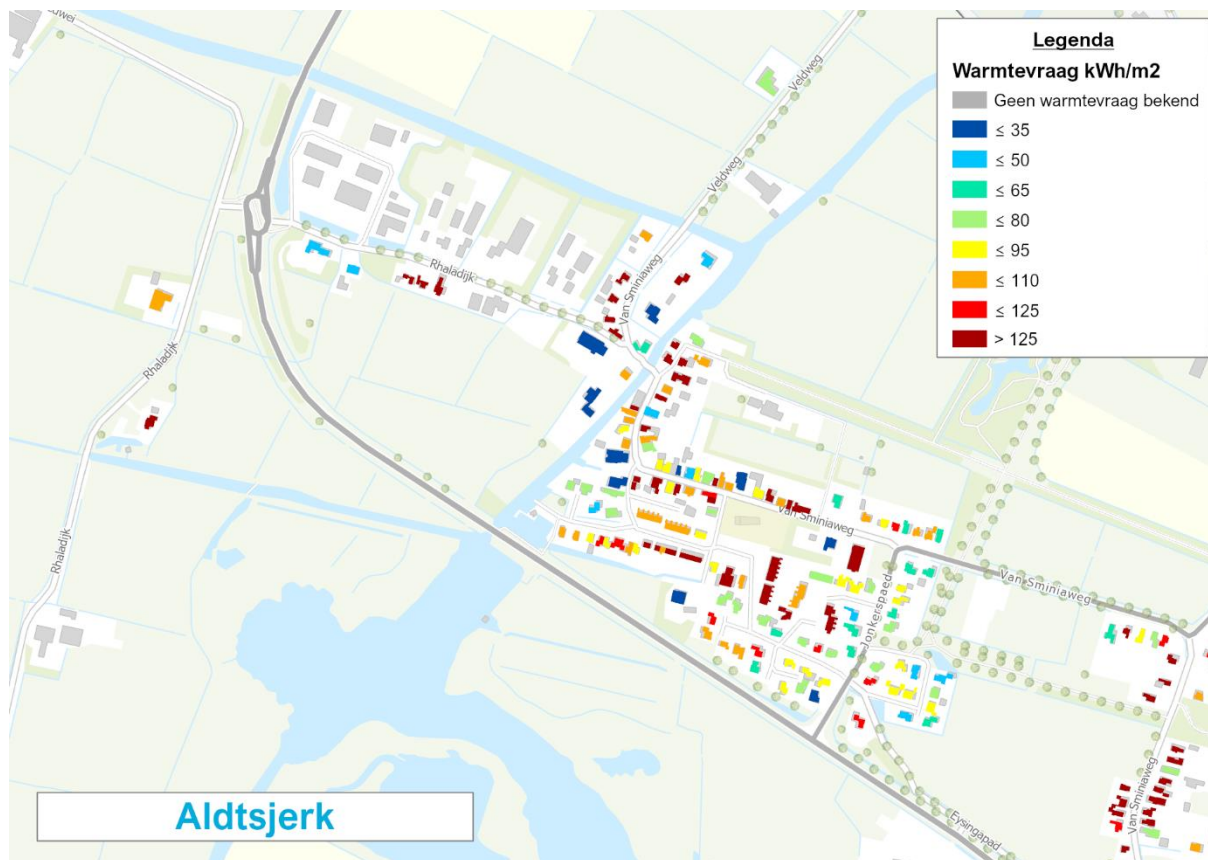 Legenda
Warmtevraag kWh/m2
Geen warmtevraag bekend
≤ 35
≤ 50
≤ 65
≤ 80
≤ 95
≤ 110
≤ 125
> 125
Veldweg
Veldweg
Rhaladijk
Van Sminiaweg
Rhaladijk
Rhaladijk
Van Sminiaweg
Van Sminiaweg
Jonkerspaed
Van Sminiaweg
Eysingapad
Aldtsjerk